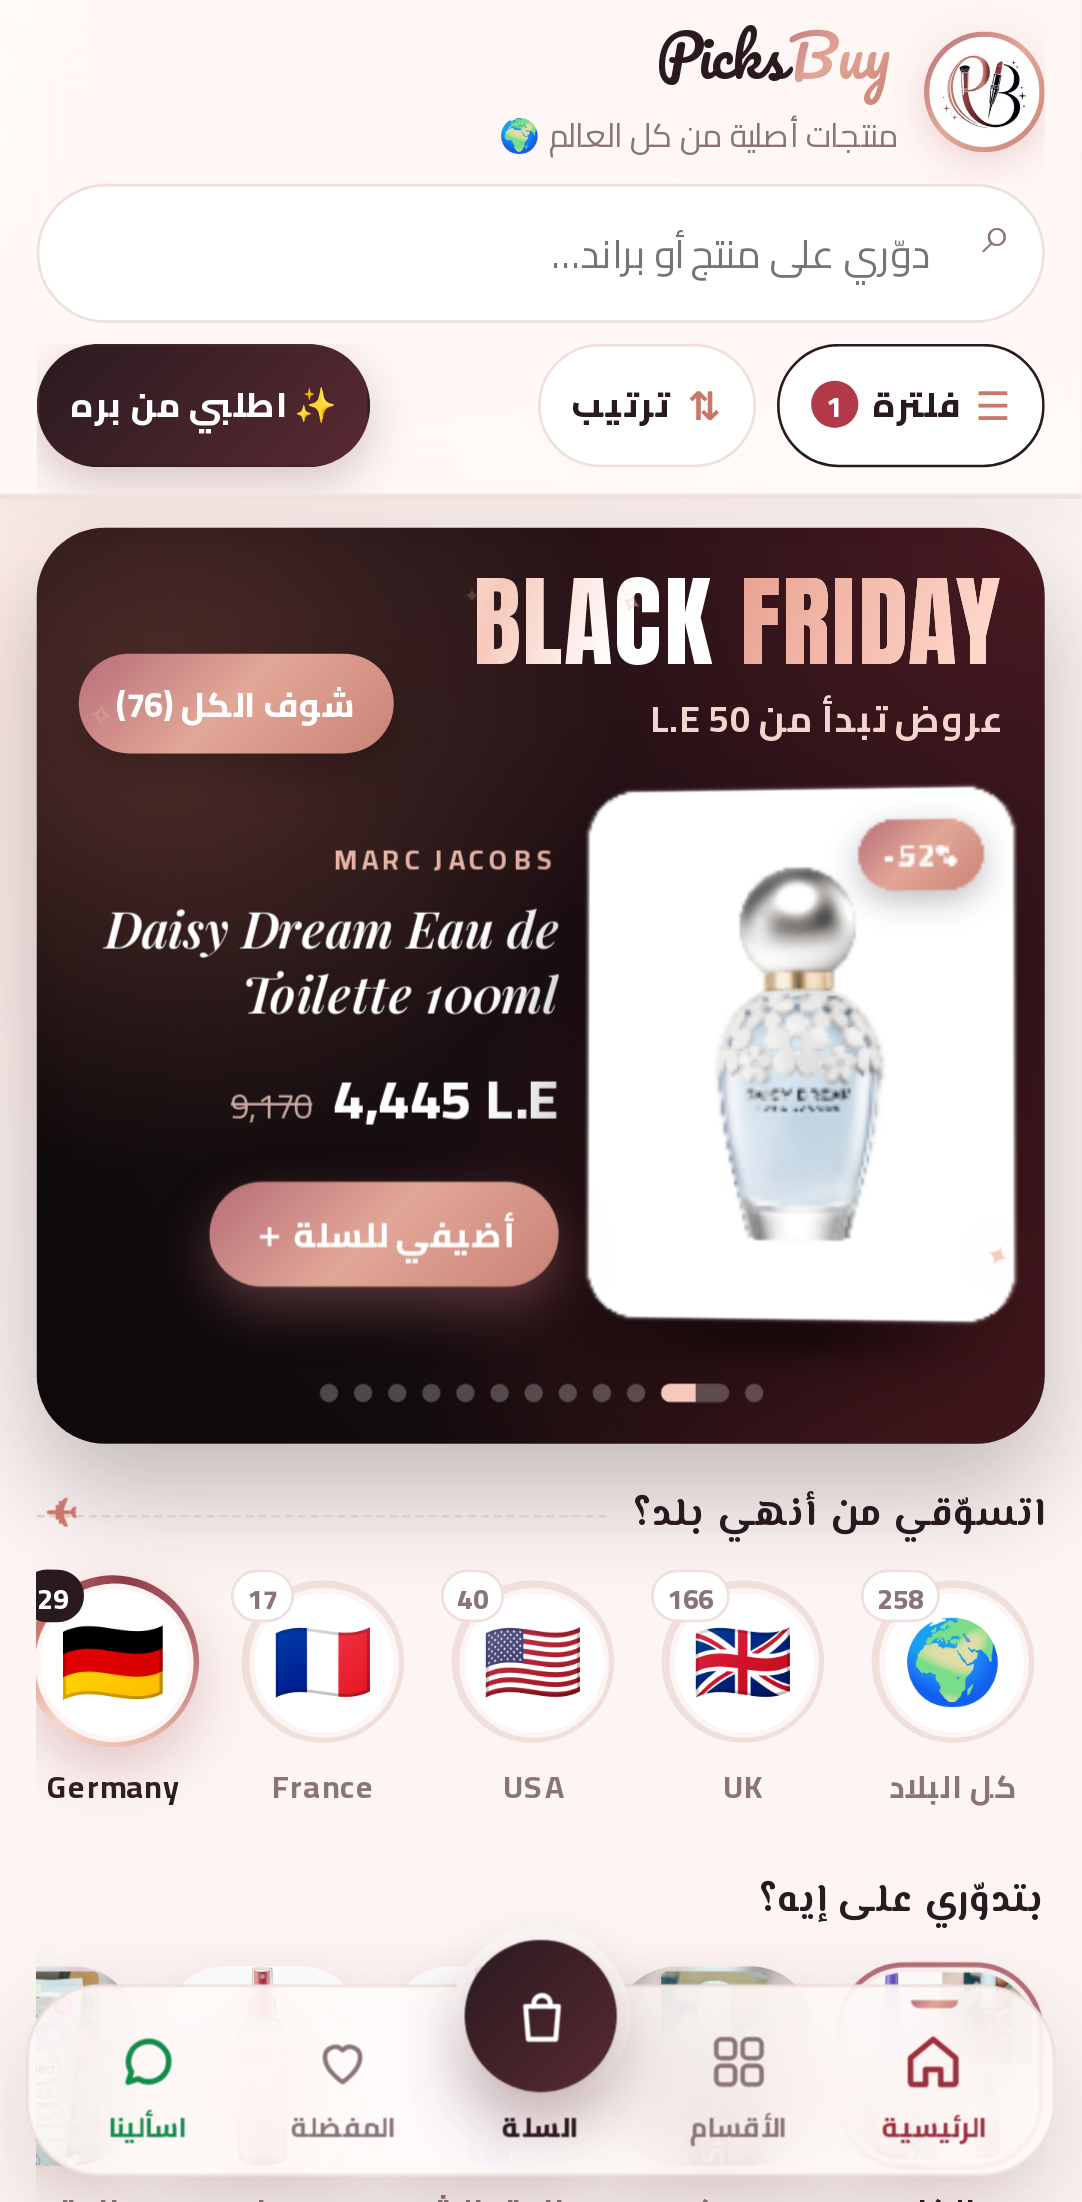 PicksBuy
منتجات أصلية من كل العالم 🌍
دوّري على منتج أو براند...
فلترة 1
ترتيب
✨ اطلبي من بره
BLACK FRIDAY
عروض تبدأ من 50 L.E
شوف الكل (76)
-52%
MARC JACOBS
Daisy Dream Eau de
Toilette 100ml
4,445 L.E 9,170
أضيفي للسلة +
اتسوّقي من أنهي بلد؟
258
166
40
17
29
كل البلاد
UK
USA
France
Germany
بتدوّري على إيه؟
الرئيسية
الأقسام
السلة
المفضلة
اسألينا